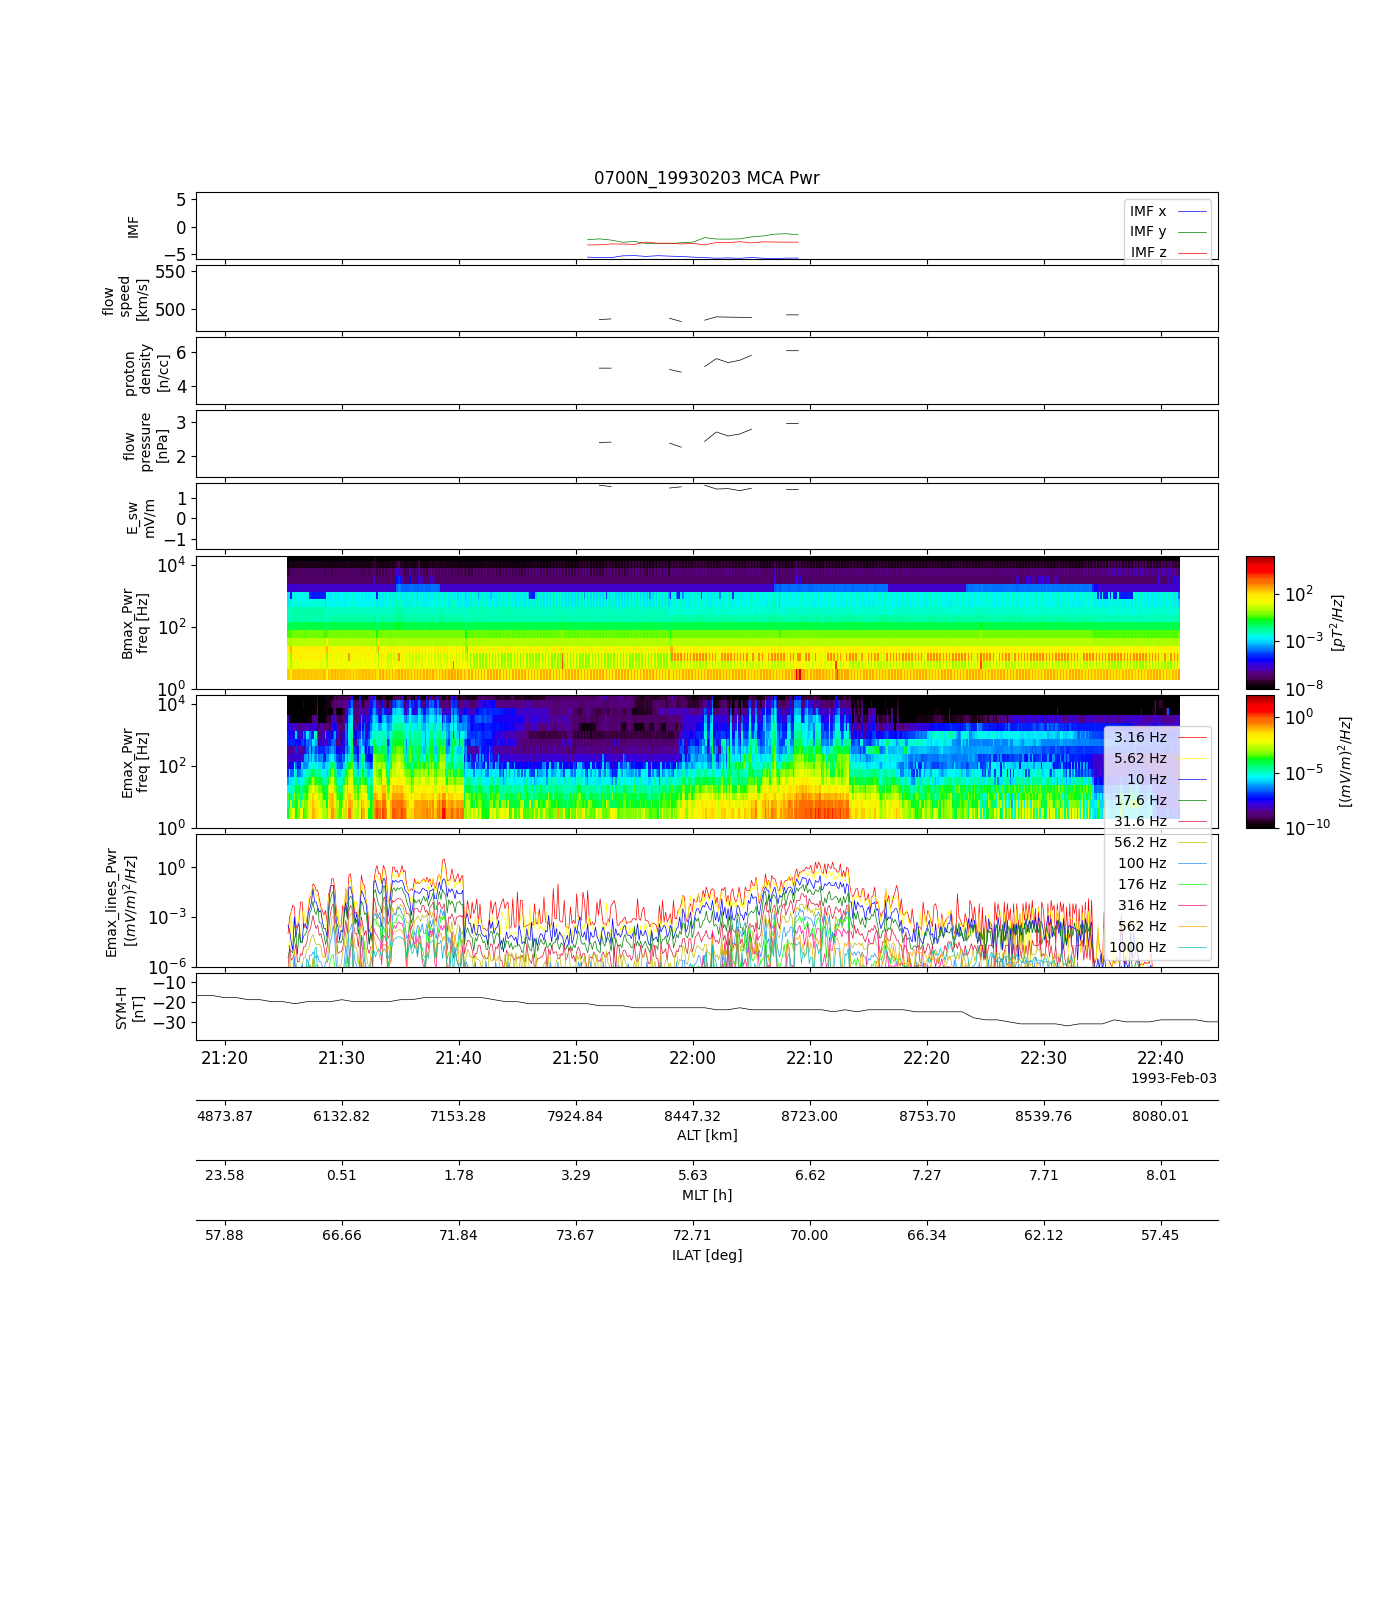 0700N_19930203 MCA Pwr
IMF
5
0
−5
IMF x
IMF y
IMF z
flow
speed
[km/s]
550
500
proton
density
[n/cc]
6
4
flow
pressure
[nPa]
3
2
E_sw
mV/m
1
0
−1
Bmax_Pwr
freq [Hz]
10^4
10^2
10^0
10^2
10^−3
10^−8
[pT^2/Hz]
Emax_Pwr
freq [Hz]
10^4
10^2
10^0
10^0
10^−5
10^−10
[(mV/m)^2/Hz]
3.16 Hz
5.62 Hz
10 Hz
17.6 Hz
31.6 Hz
56.2 Hz
100 Hz
176 Hz
316 Hz
562 Hz
1000 Hz
Emax_lines_Pwr
[(mV/m)^2/Hz]
10^0
10^−3
10^−6
SYM-H
[nT]
−10
−20
−30
21:20 21:30 21:40 21:50 22:00 22:10 22:20 22:30 22:40
1993-Feb-03
4873.87 6132.82 7153.28 7924.84 8447.32 8723.00 8753.70 8539.76 8080.01
ALT [km]
23.58 0.51 1.78 3.29 5.63 6.62 7.27 7.71 8.01
MLT [h]
57.88 66.66 71.84 73.67 72.71 70.00 66.34 62.12 57.45
ILAT [deg]